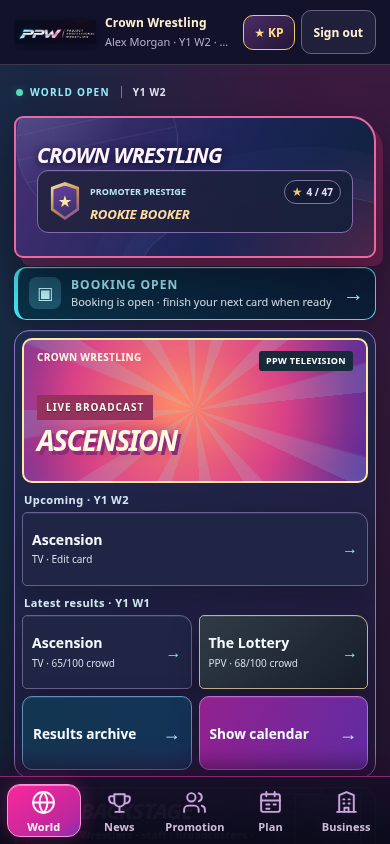 PPW PROJECT PROFESSIONAL WRESTLING
Crown Wrestling
Alex Morgan · Y1 W2 · ...
★ KP
Sign out
WORLD OPEN
Y1 W2
CROWN WRESTLING
PROMOTER PRESTIGE
★ 4 / 47
ROOKIE BOOKER
BOOKING OPEN
Booking is open · finish your next card when ready →
CROWN WRESTLING
PPW TELEVISION
LIVE BROADCAST
ASCENSION
Upcoming · Y1 W2
Ascension
TV · Edit card →
Latest results · Y1 W1
Ascension
TV · 65/100 crowd →
The Lottery
PPV · 68/100 crowd →
Results archive →
Show calendar →
BACKSTAGE
World
News
Promotion
Plan
Business